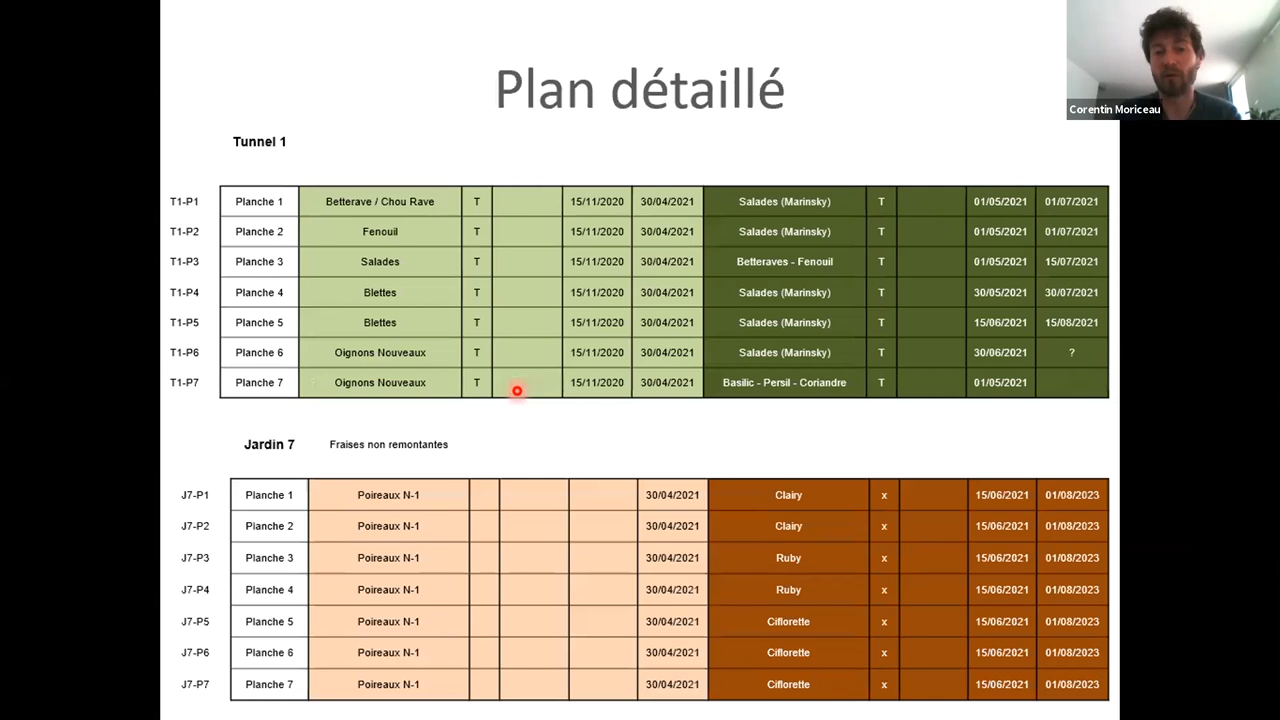 Plan détaillé
Corentin Moriceau
Tunnel 1
T1-P1 Planche 1 Betterave / Chou Rave T 15/11/2020 30/04/2021 Salades (Marinsky) T 01/05/2021 01/07/2021
T1-P2 Planche 2 Fenouil T 15/11/2020 30/04/2021 Salades (Marinsky) T 01/05/2021 01/07/2021
T1-P3 Planche 3 Salades T 15/11/2020 30/04/2021 Betteraves - Fenouil T 01/05/2021 15/07/2021
T1-P4 Planche 4 Blettes T 15/11/2020 30/04/2021 Salades (Marinsky) T 30/05/2021 30/07/2021
T1-P5 Planche 5 Blettes T 15/11/2020 30/04/2021 Salades (Marinsky) T 15/06/2021 15/08/2021
T1-P6 Planche 6 Oignons Nouveaux T 15/11/2020 30/04/2021 Salades (Marinsky) T 30/06/2021 ?
T1-P7 Planche 7 Oignons Nouveaux T 15/11/2020 30/04/2021 Basilic - Persil - Coriandre T 01/05/2021
Jardin 7 Fraises non remontantes
J7-P1 Planche 1 Poireaux N-1 30/04/2021 Clairy x 15/06/2021 01/08/2023
J7-P2 Planche 2 Poireaux N-1 30/04/2021 Clairy x 15/06/2021 01/08/2023
J7-P3 Planche 3 Poireaux N-1 30/04/2021 Ruby x 15/06/2021 01/08/2023
J7-P4 Planche 4 Poireaux N-1 30/04/2021 Ruby x 15/06/2021 01/08/2023
J7-P5 Planche 5 Poireaux N-1 30/04/2021 Ciflorette x 15/06/2021 01/08/2023
J7-P6 Planche 6 Poireaux N-1 30/04/2021 Ciflorette x 15/06/2021 01/08/2023
J7-P7 Planche 7 Poireaux N-1 30/04/2021 Ciflorette x 15/06/2021 01/08/2023